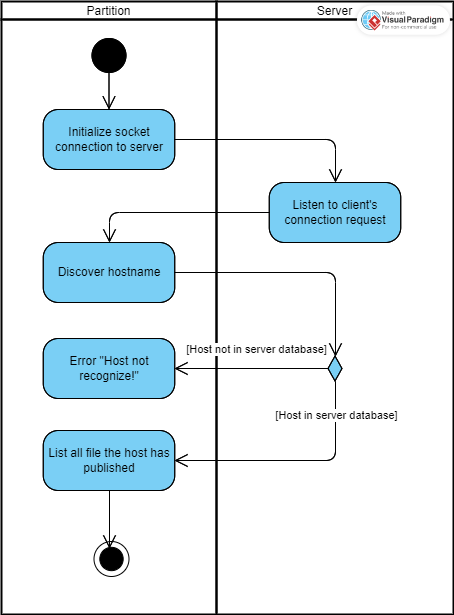 Partition
Server
Made with
Visual Paradigm
For non-commercial use
Initialize socket
connection to server
Listen to client's
connection request
Discover hostname
[Host not in server database]
Error "Host not
recognize!"
[Host in server database]
List all file the host has
published